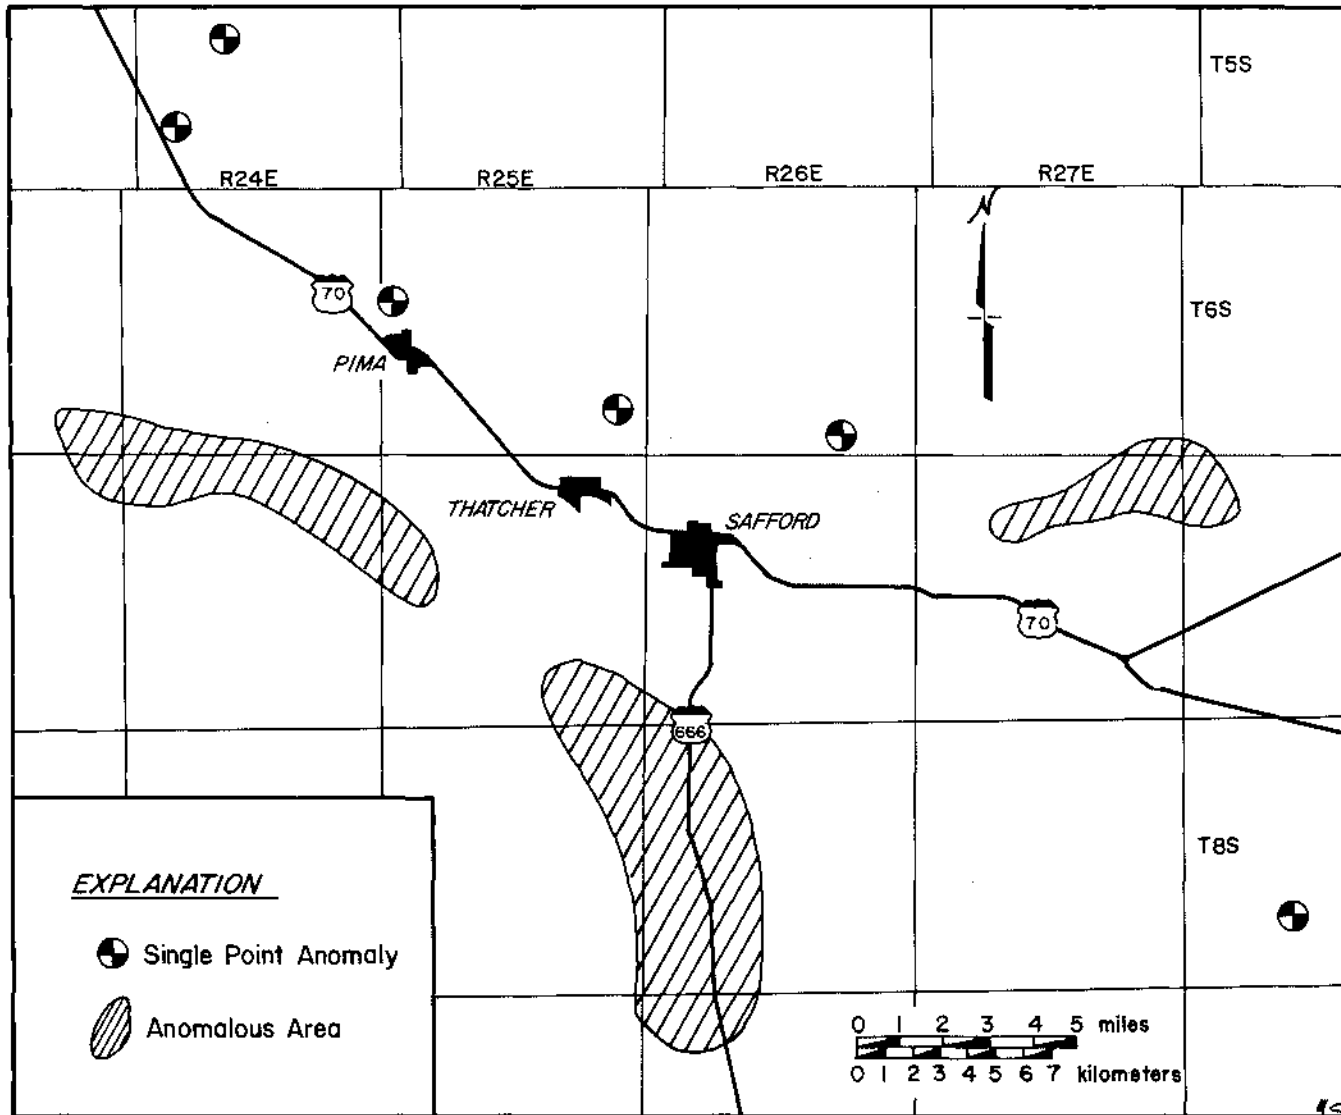 T5S
R24E
R25E
R26E
R27E
N
70
T6S
PIMA
THATCHER
SAFFORD
70
666
T8S
EXPLANATION
Single Point Anomaly
Anomalous Area
0 1 2 3 4 5 miles
0 1 2 3 4 5 6 7 kilometers